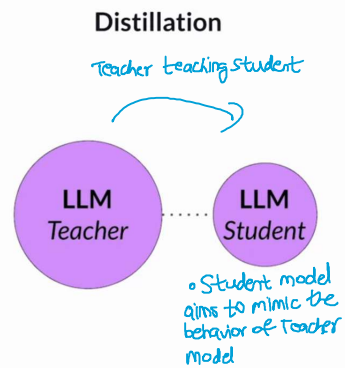 Distillation
Teacher teaching student
LLM
Teacher
LLM
Student
• Student model
aims to mimic the
behavior of Teacher
model